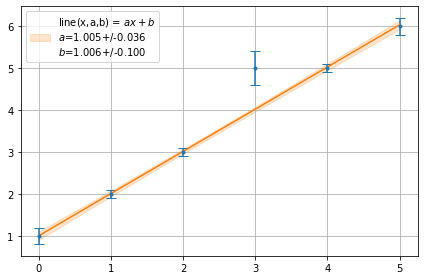 line(x,a,b) = ax + b
a=1.005+/-0.036
b=1.006+/-0.100
6
5
4
3
2
1
0 1 2 3 4 5